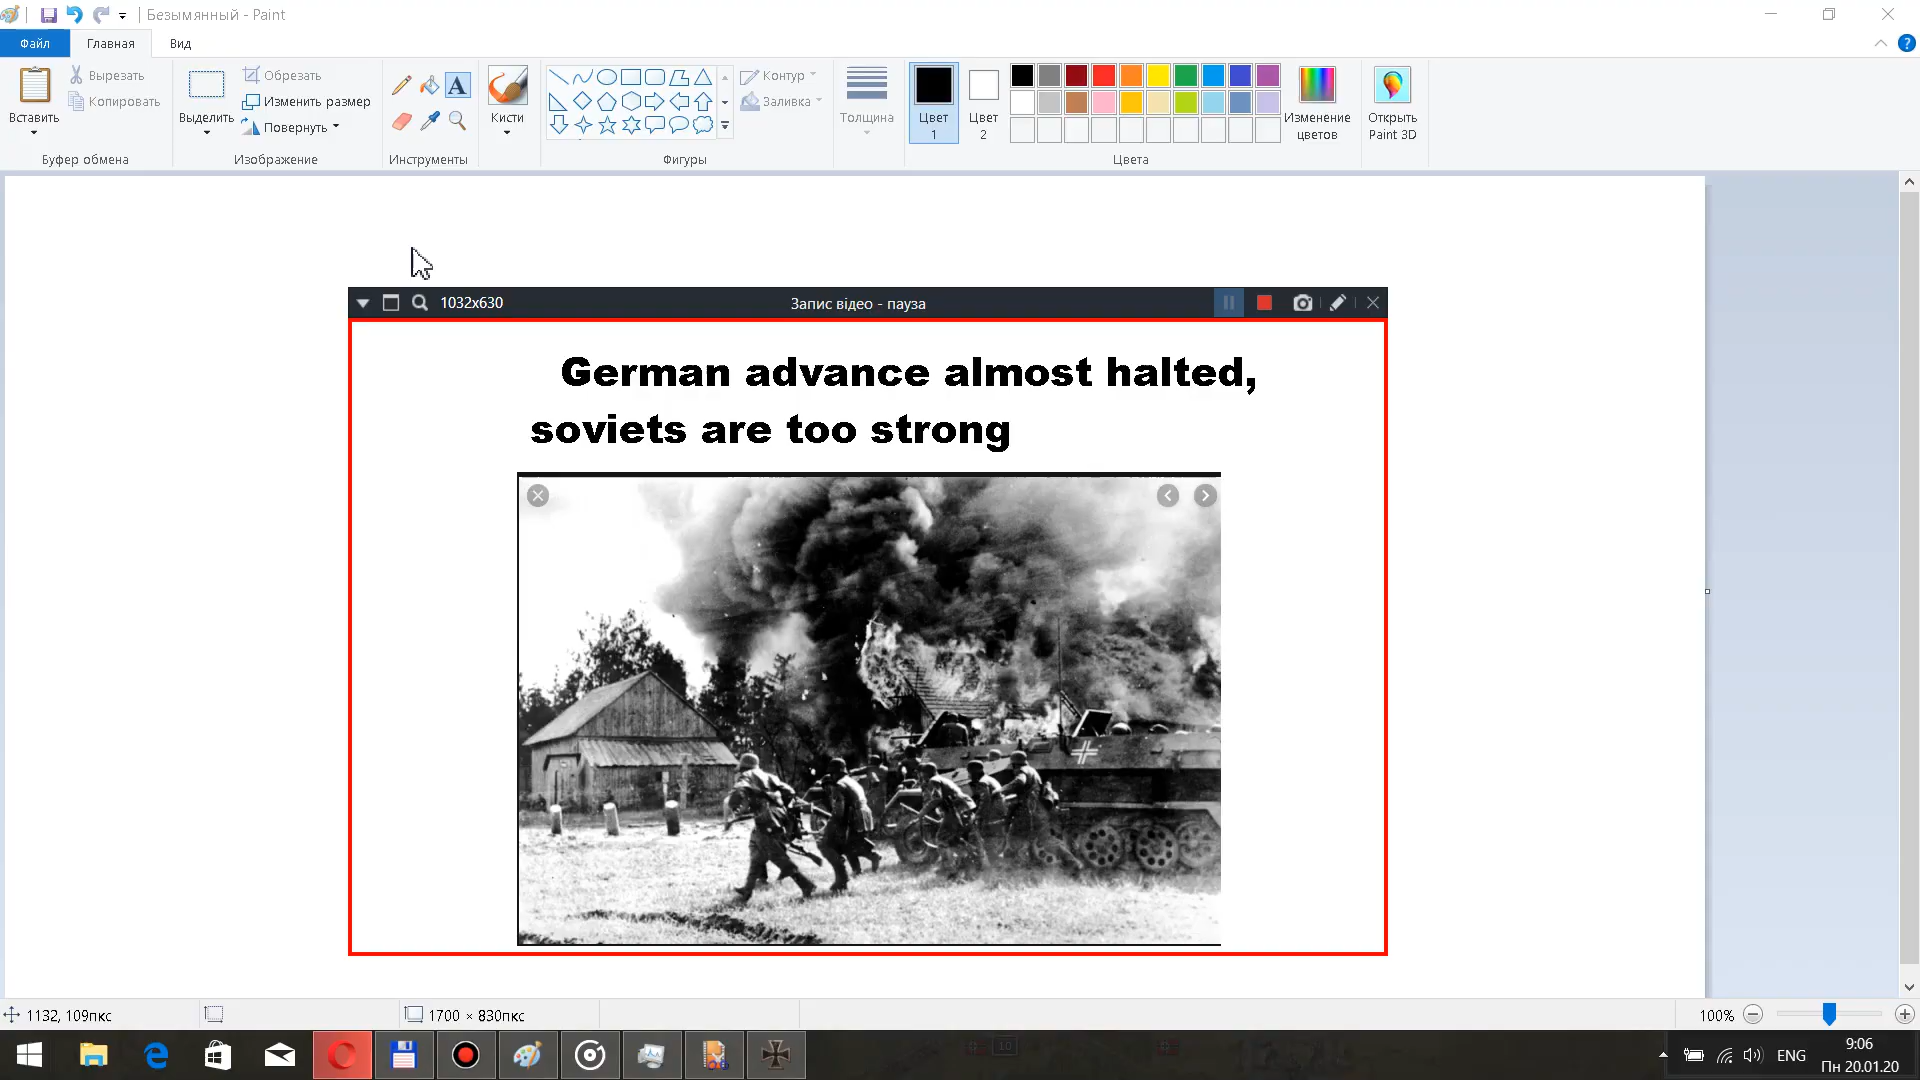 Безымянный - Paint
Файл
Главная
Вид
Вставить
Вырезать
Копировать
Буфер обмена
Выделить
Обрезать
Изменить размер
Повернуть
Изображение
A
Инструменты
Кисти
Контур
Заливка
Фигуры
Толщина
Цвет
1
Цвет
2
Цвета
Изменение
цветов
Открыть
Paint 3D
1032x630
Запис відео - пауза
German advance almost halted,
soviets are too strong
1132, 109пкс
1700 × 830пкс
100%
10
ENG
9:06
Пн 20.01.20